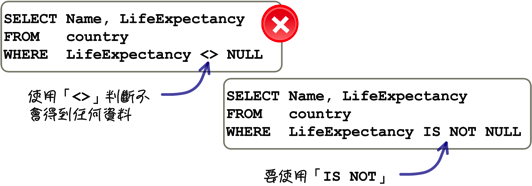 SELECT Name, LifeExpectancy
FROM   country
WHERE  LifeExpectancy <> NULL
使用「<>」判斷不
會得到任何資料
SELECT Name, LifeExpectancy
FROM   country
WHERE  LifeExpectancy IS NOT NULL
要使用「IS NOT」